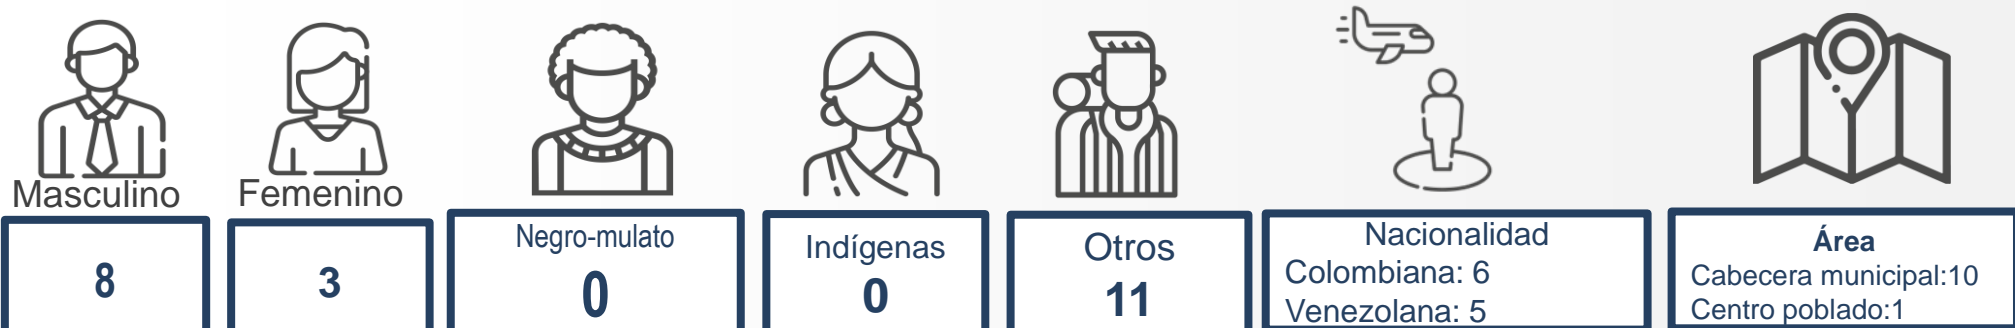 Masculino
8
Femenino
3
Negro-mulato
0
Indígenas
0
Otros
11
Nacionalidad
Colombiana: 6
Venezolana: 5
Área
Cabecera municipal:10
Centro poblado:1